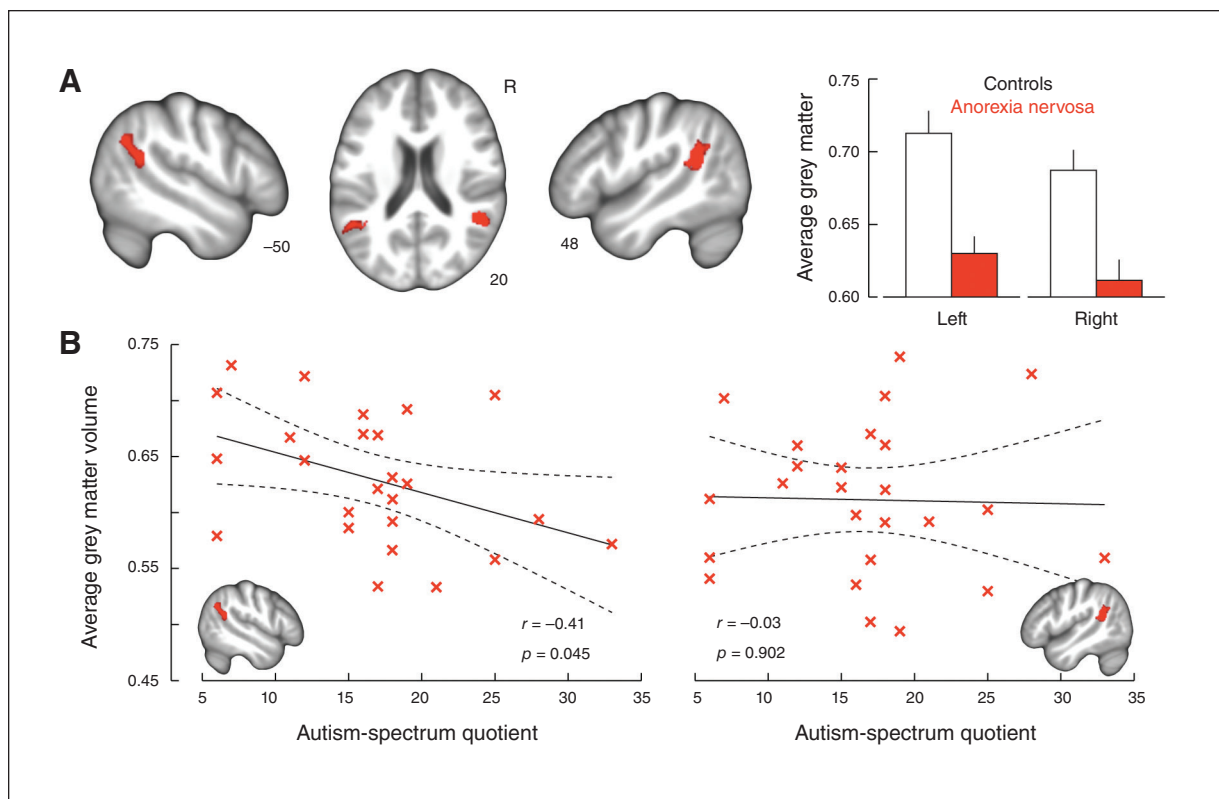 A
R
−50
20
48
0.75
0.70
0.65
0.60
Average grey matter
Controls
Anorexia nervosa
Left
Right
B
0.75
0.65
0.55
0.45
Average grey matter volume
r = −0.41
p = 0.045
5 10 15 20 25 30 35
Autism-spectrum quotient
r = −0.03
p = 0.902
5 10 15 20 25 30 35
Autism-spectrum quotient